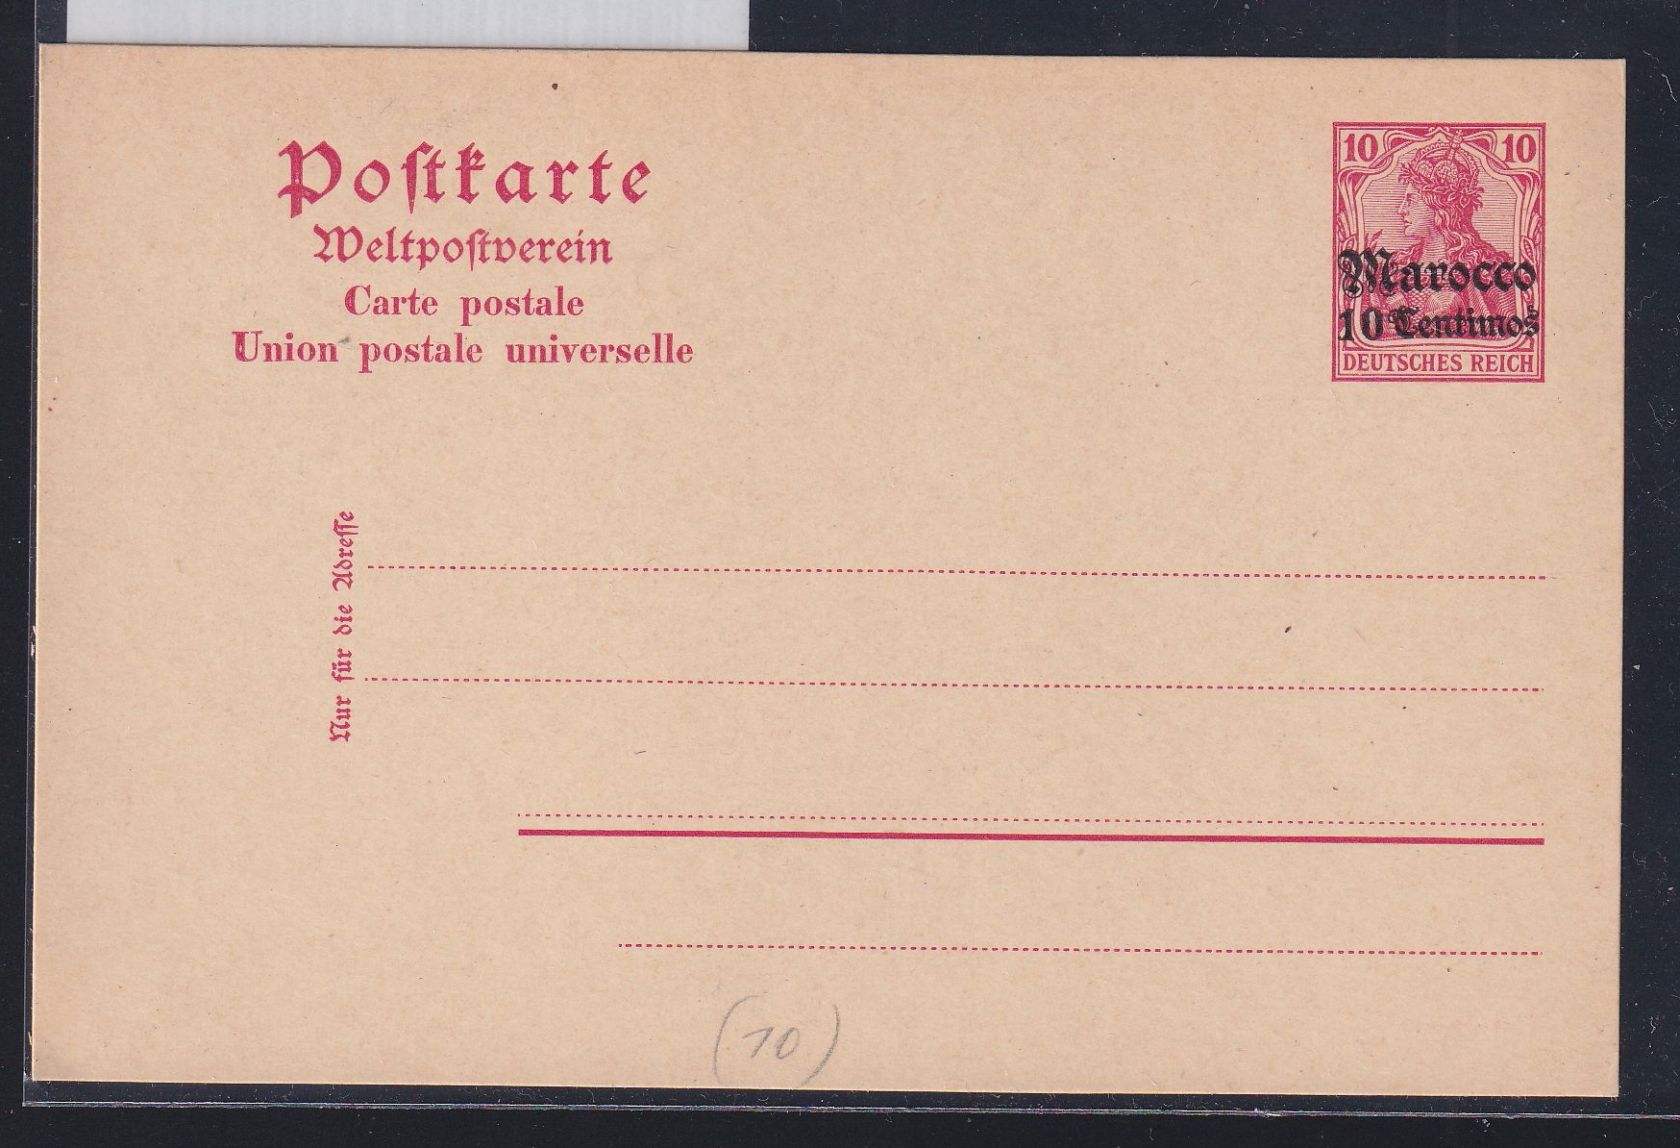 Poſtkarte
Weltpoſtverein
Carte postale
Union postale universelle
10 10
Marocco
10 Centimos
DEUTSCHES REICH
Nur für die Adreſſe
(10)